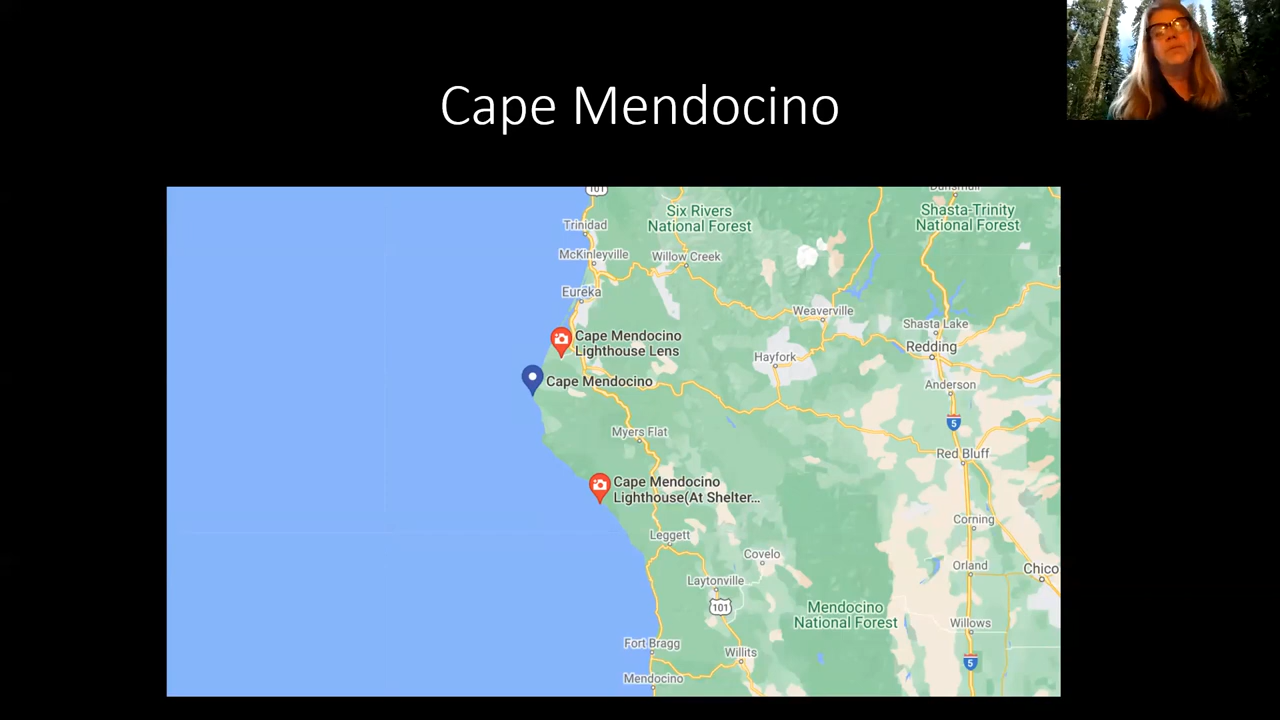 Cape Mendocino
101
Dunsmuir
Six Rivers
National Forest
Shasta-Trinity
National Forest
Trinidad
McKinleyville
Willow Creek
Eureka
Weaverville
Shasta Lake
Cape Mendocino
Lighthouse Lens
Redding
Hayfork
Cape Mendocino
Anderson
5
Myers Flat
Red Bluff
Cape Mendocino
Lighthouse(At Shelter...
Corning
Leggett
Covelo
Orland
Chico
Laytonville
101
Mendocino
National Forest
Willows
Fort Bragg
Willits
5
Mendocino